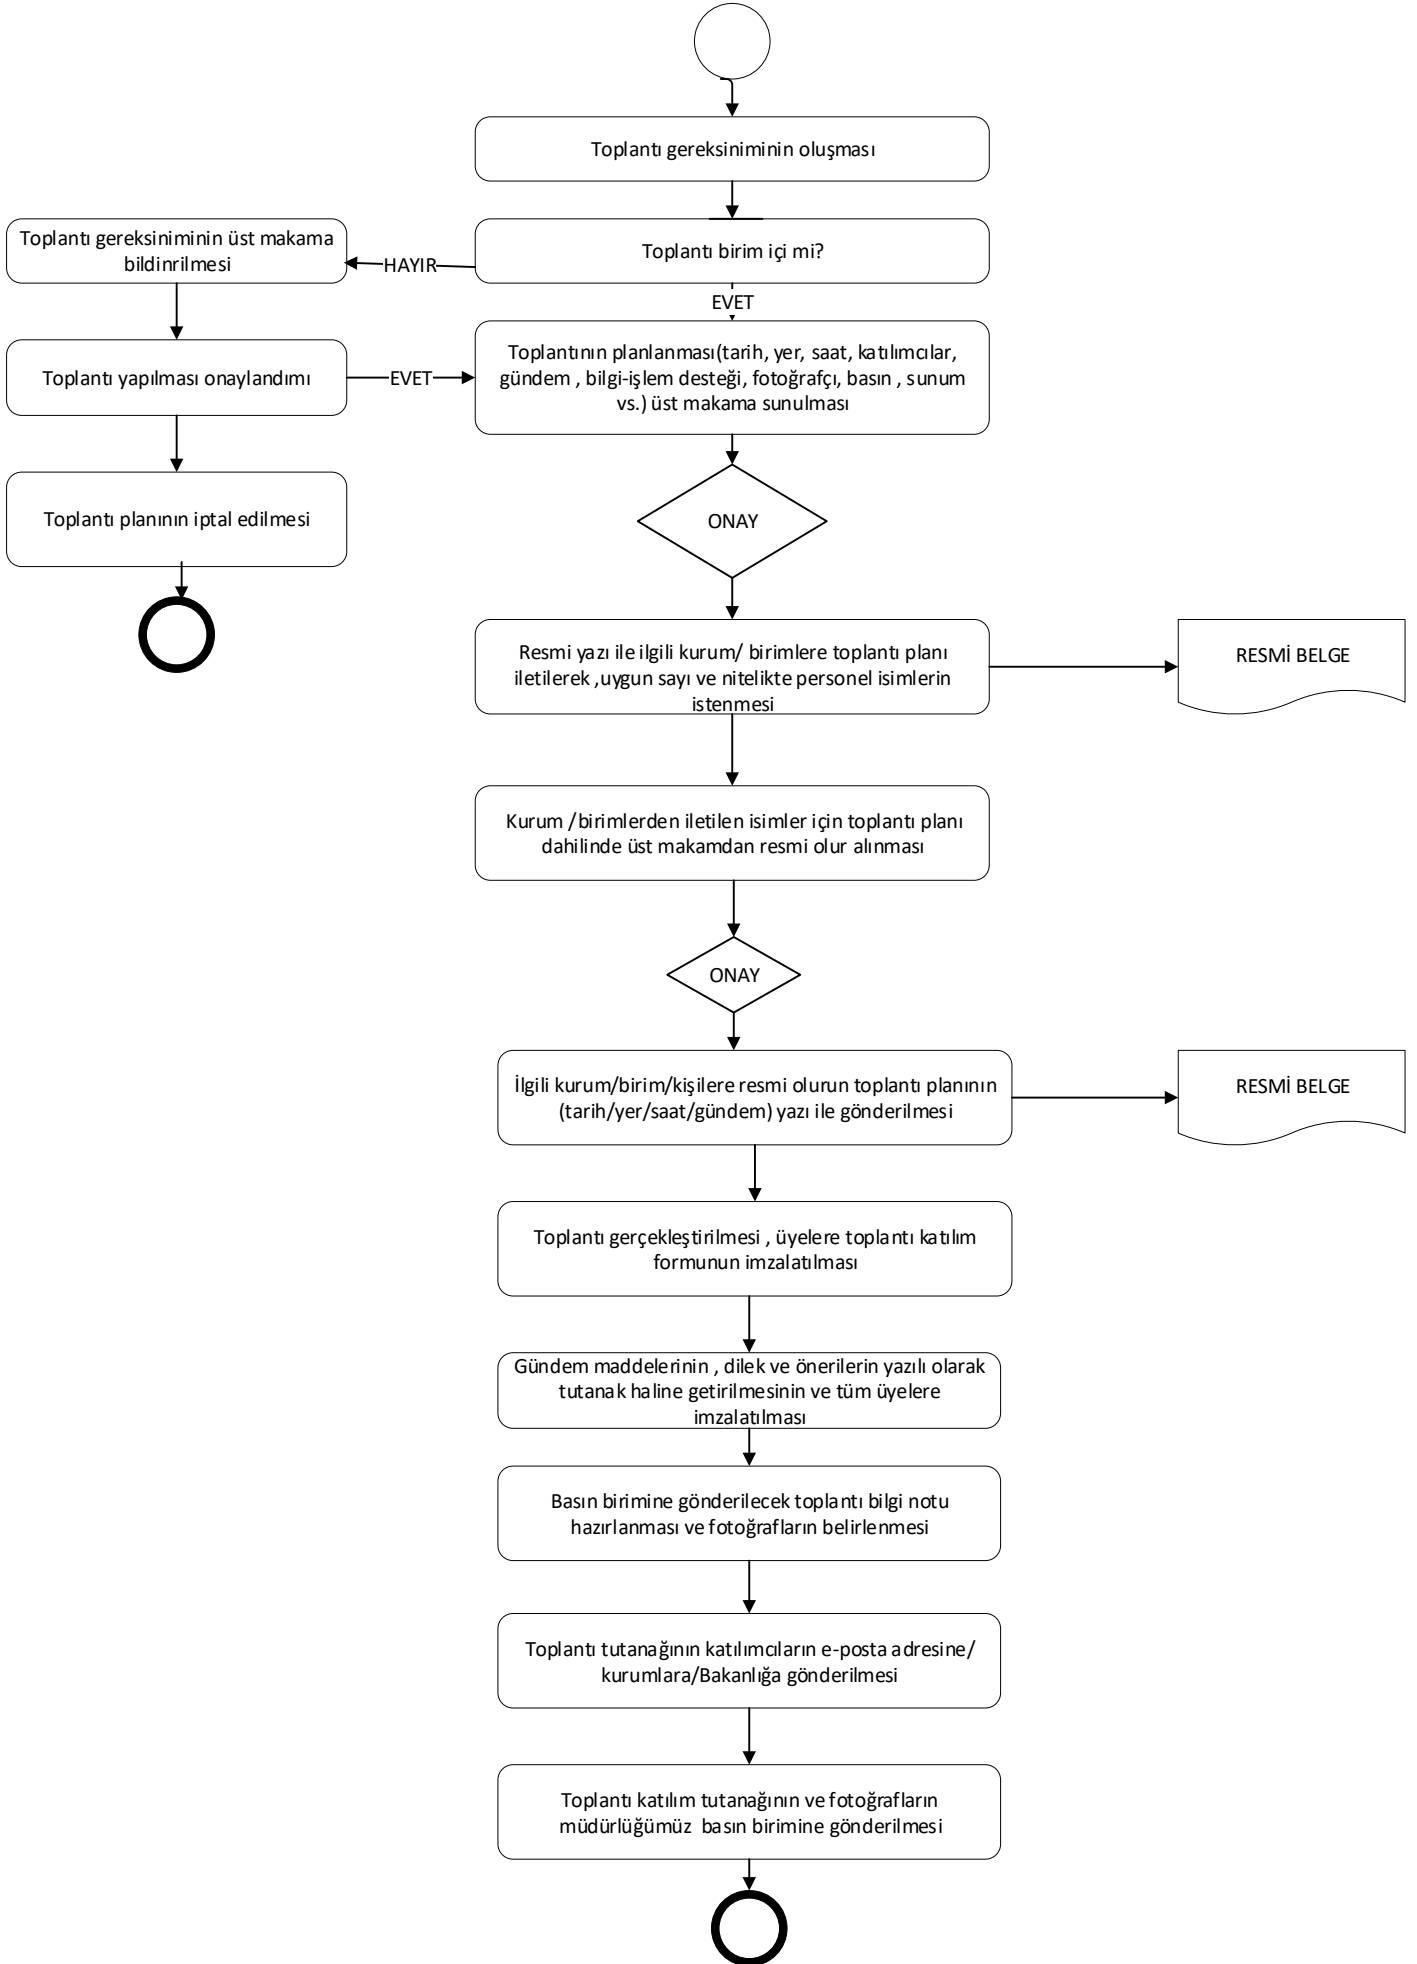 Toplantı gereksiniminin oluşması
Toplantı birim içi mi?
HAYIR
Toplantı gereksiniminin üst makama
bildinrilmesi
EVET
Toplantı yapılması onaylandımı
EVET
Toplantının planlanması(tarih, yer, saat, katılımcılar,
gündem , bilgi-işlem desteği, fotoğrafçı, basın , sunum
vs.) üst makama sunulması
Toplantı planının iptal edilmesi
ONAY
Resmi yazı ile ilgili kurum/ birimlere toplantı planı
iletilerek ,uygun sayı ve nitelikte personel isimlerin
istenmesi
RESMİ BELGE
Kurum /birimlerden iletilen isimler için toplantı planı
dahilinde üst makamdan resmi olur alınması
ONAY
İlgili kurum/birim/kişilere resmi olurun toplantı planının
(tarih/yer/saat/gündem) yazı ile gönderilmesi
RESMİ BELGE
Toplantı gerçekleştirilmesi , üyelere toplantı katılım
formunun imzalatılması
Gündem maddelerinin , dilek ve önerilerin yazılı olarak
tutanak haline getirilmesinin ve tüm üyelere
imzalatılması
Basın birimine gönderilecek toplantı bilgi notu
hazırlanması ve fotoğrafların belirlenmesi
Toplantı tutanağının katılımcıların e-posta adresine/
kurumlara/Bakanlığa gönderilmesi
Toplantı katılım tutanağının ve fotoğrafların
müdürlüğümüz basın birimine gönderilmesi